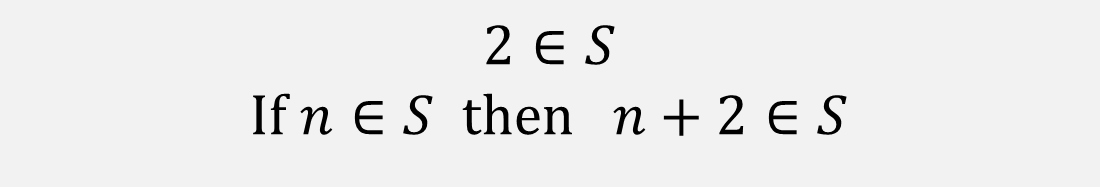 2 ∈ S
If n ∈ S then n + 2 ∈ S